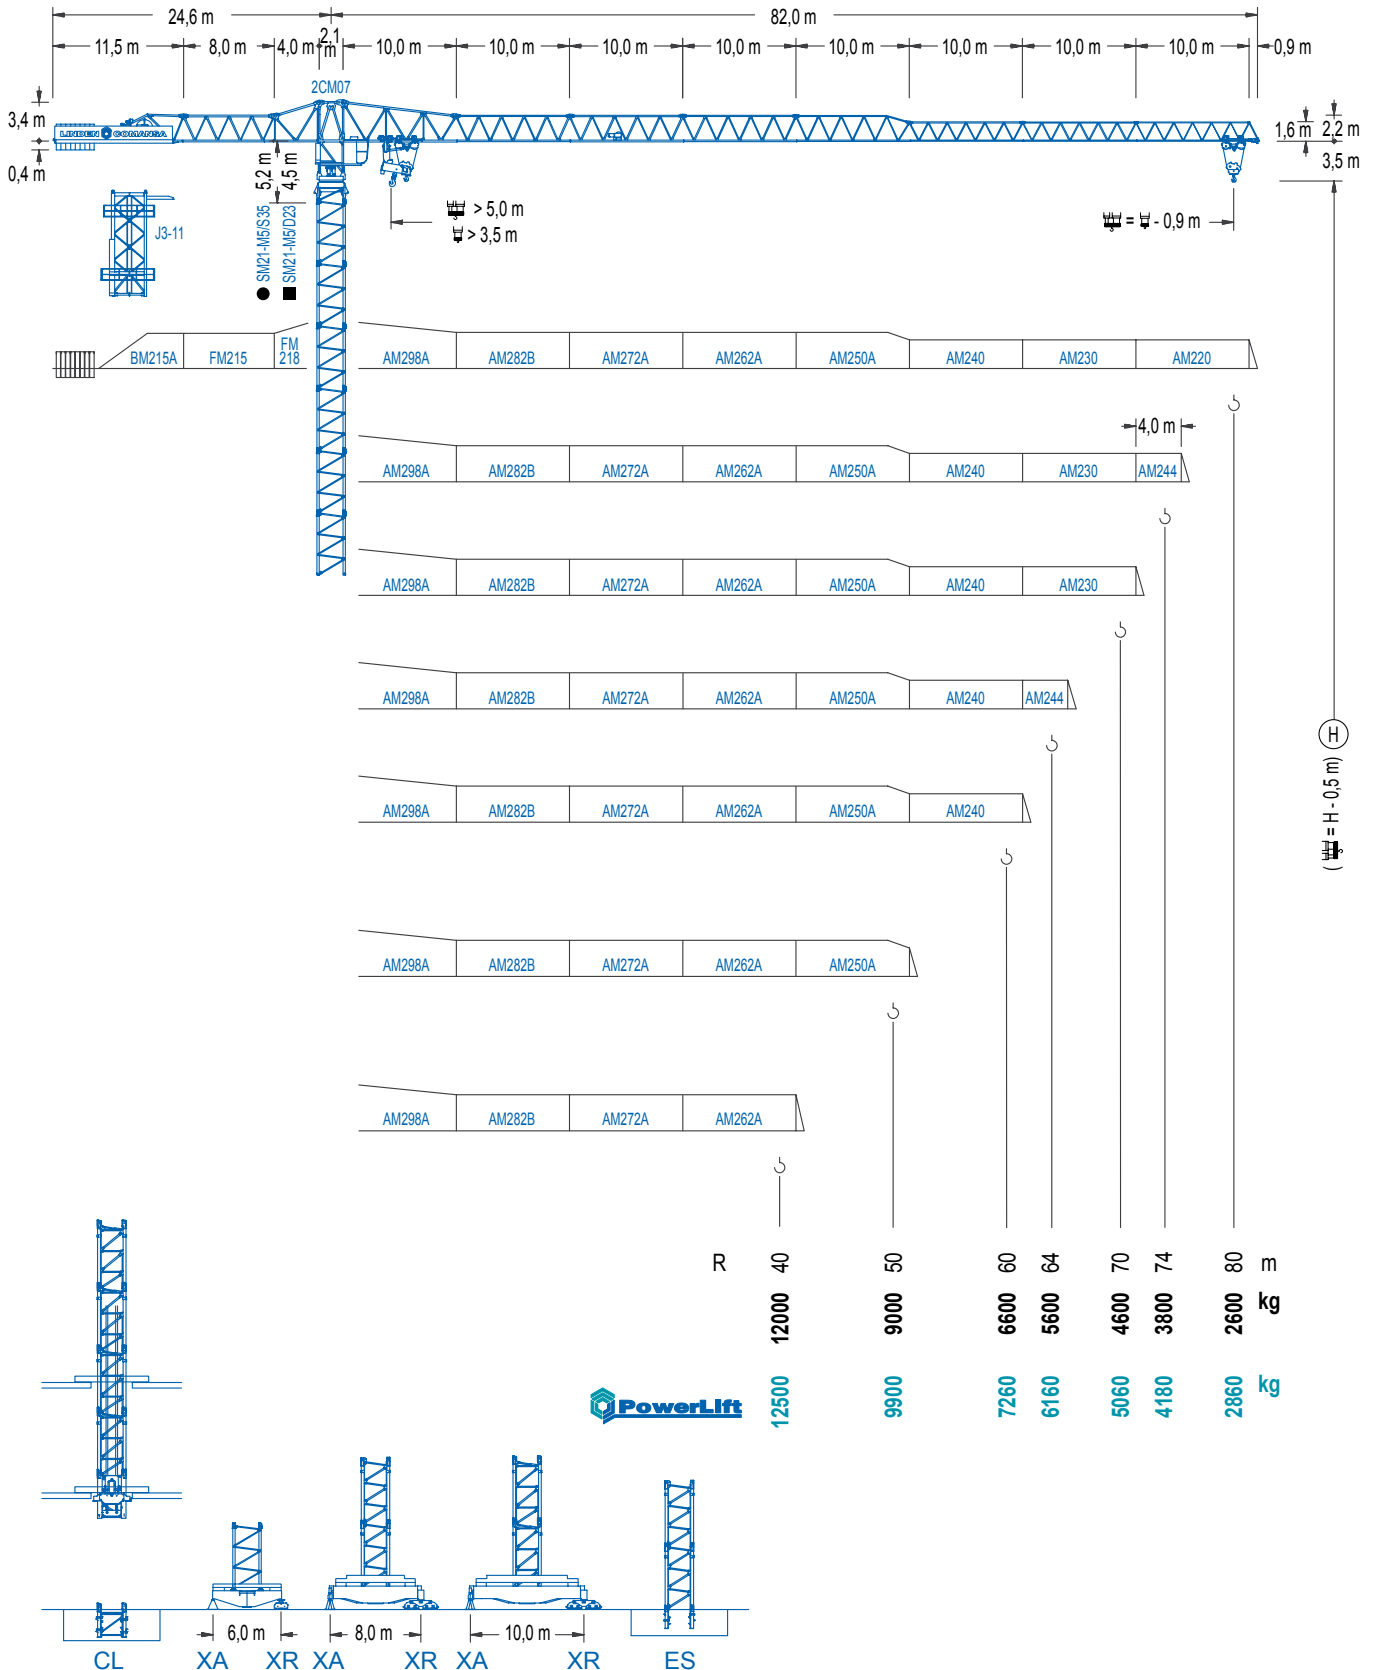 24,6 m 82,0 m
11,5 m 8,0 m 4,0 m 2,1 m 10,0 m 10,0 m 10,0 m 10,0 m 10,0 m 10,0 m 10,0 m 10,0 m 0,9 m
2CM07
3,4 m
LINDEN COMANSA
1,6 m 2,2 m
0,4 m
3,5 m
5,2 m
4,5 m
J3-11
SM21-M5/S35
SM21-M5/D23
> 5,0 m
> 3,5 m
= - 0,9 m
BM215A FM215 FM 218 AM298A AM282B AM272A AM262A AM250A AM240 AM230 AM220
4,0 m
AM298A AM282B AM272A AM262A AM250A AM240 AM230 AM244
AM298A AM282B AM272A AM262A AM250A AM240 AM230
AM298A AM282B AM272A AM262A AM250A AM240 AM244
H
( = H - 0,5 m)
AM298A AM282B AM272A AM262A AM250A AM240
AM298A AM282B AM272A AM262A AM250A
AM298A AM282B AM272A AM262A
R 40 50 60 64 70 74 80 m
12000 9000 6600 5600 4600 3800 2600 kg
PowerLift 12500 9900 7260 6160 5060 4180 2860 kg
6,0 m 8,0 m 10,0 m
CL XA XR XA XR XA XR ES